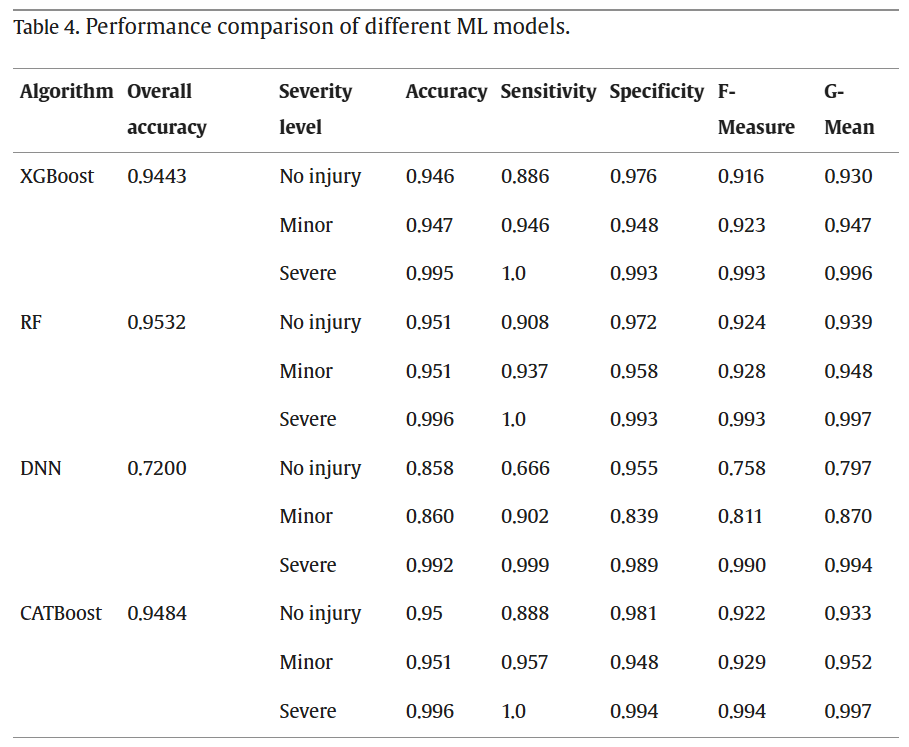 Table 4. Performance comparison of different ML models.
Algorithm Overall accuracy Severity level Accuracy Sensitivity Specificity F-Measure G-Mean
XGBoost 0.9443 No injury 0.946 0.886 0.976 0.916 0.930
Minor 0.947 0.946 0.948 0.923 0.947
Severe 0.995 1.0 0.993 0.993 0.996
RF 0.9532 No injury 0.951 0.908 0.972 0.924 0.939
Minor 0.951 0.937 0.958 0.928 0.948
Severe 0.996 1.0 0.993 0.993 0.997
DNN 0.7200 No injury 0.858 0.666 0.955 0.758 0.797
Minor 0.860 0.902 0.839 0.811 0.870
Severe 0.992 0.999 0.989 0.990 0.994
CATBoost 0.9484 No injury 0.95 0.888 0.981 0.922 0.933
Minor 0.951 0.957 0.948 0.929 0.952
Severe 0.996 1.0 0.994 0.994 0.997